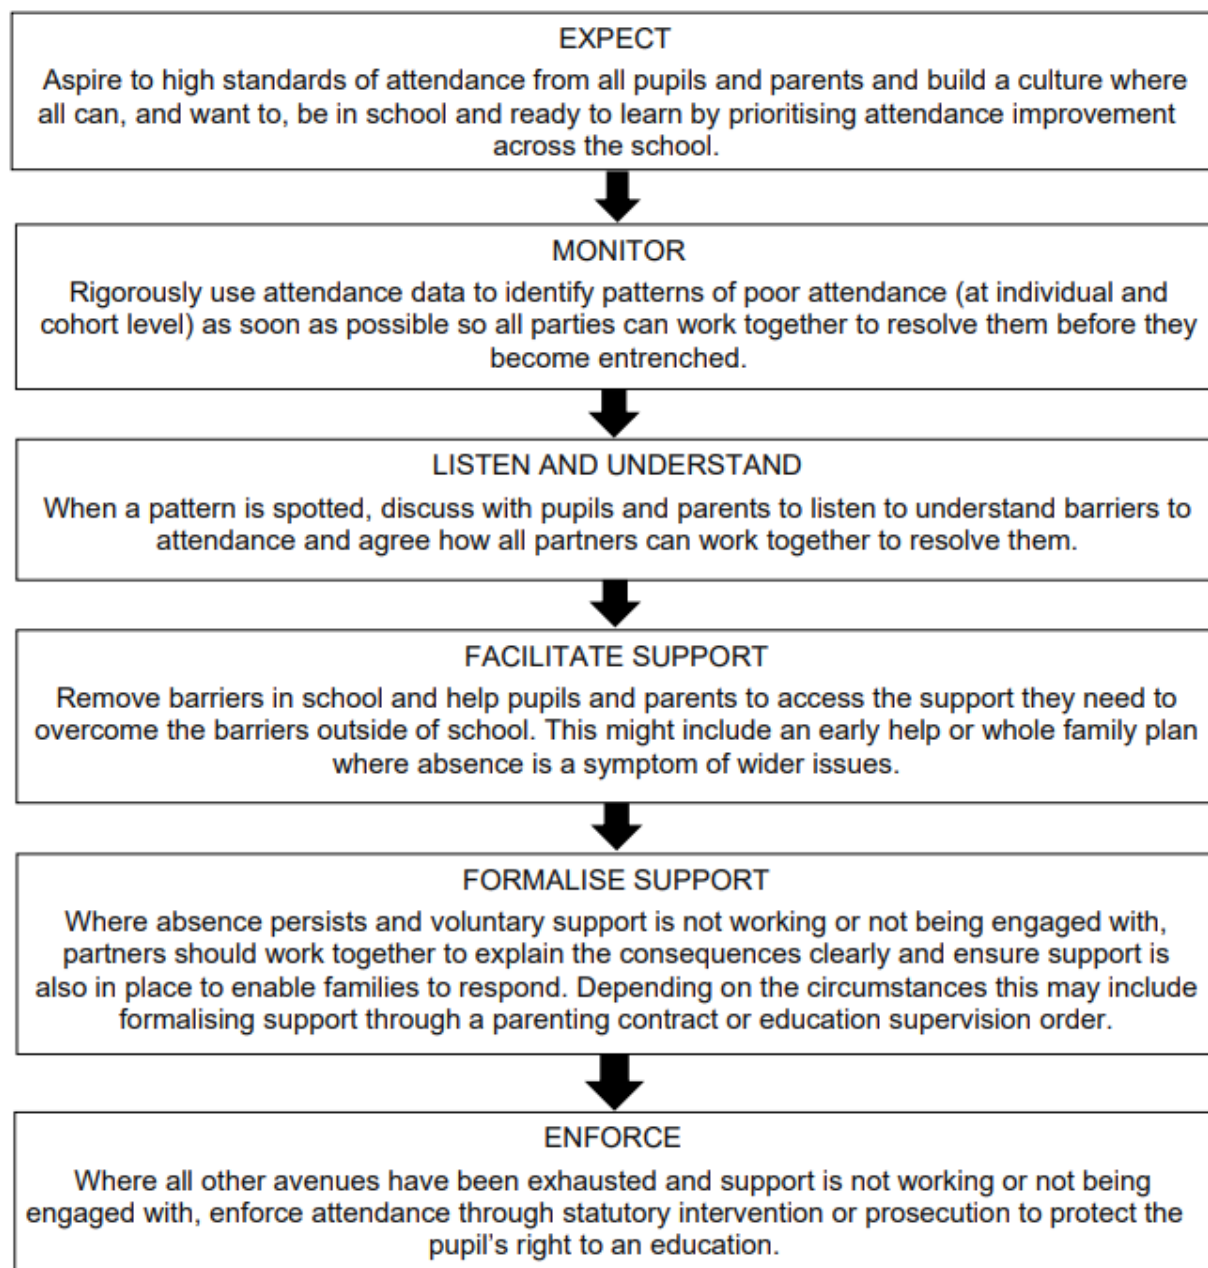 EXPECT
Aspire to high standards of attendance from all pupils and parents and build a culture where
all can, and want to, be in school and ready to learn by prioritising attendance improvement
across the school.
MONITOR
Rigorously use attendance data to identify patterns of poor attendance (at individual and
cohort level) as soon as possible so all parties can work together to resolve them before they
become entrenched.
LISTEN AND UNDERSTAND
When a pattern is spotted, discuss with pupils and parents to listen to understand barriers to
attendance and agree how all partners can work together to resolve them.
FACILITATE SUPPORT
Remove barriers in school and help pupils and parents to access the support they need to
overcome the barriers outside of school. This might include an early help or whole family plan
where absence is a symptom of wider issues.
FORMALISE SUPPORT
Where absence persists and voluntary support is not working or not being engaged with,
partners should work together to explain the consequences clearly and ensure support is
also in place to enable families to respond. Depending on the circumstances this may include
formalising support through a parenting contract or education supervision order.
ENFORCE
Where all other avenues have been exhausted and support is not working or not being
engaged with, enforce attendance through statutory intervention or prosecution to protect the
pupil's right to an education.